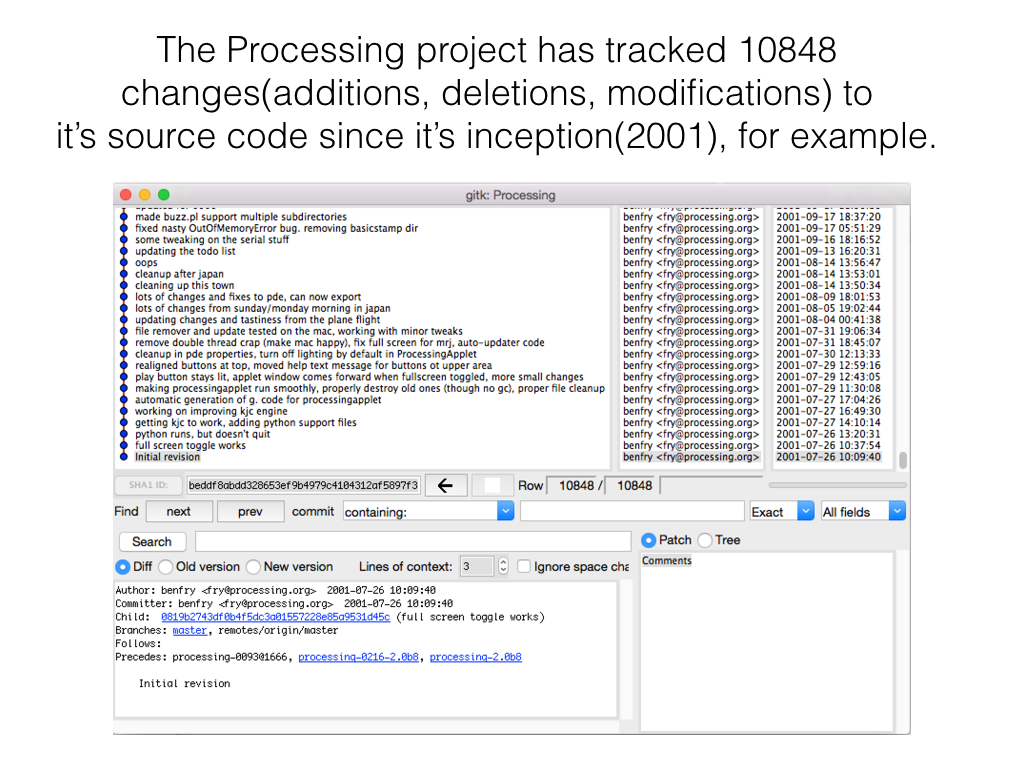 The Processing project has tracked 10848
changes(additions, deletions, modifications) to
it’s source code since it’s inception(2001), for example.
gitk: Processing
made buzz.pl support multiple subdirectories benfry <fry@processing.org> 2001-09-17 18:37:20
fixed nasty OutOfMemoryError bug. removing basicstamp dir benfry <fry@processing.org> 2001-09-17 05:51:29
some tweaking on the serial stuff benfry <fry@processing.org> 2001-09-16 18:16:52
updating the todo list benfry <fry@processing.org> 2001-09-13 16:20:31
oops benfry <fry@processing.org> 2001-08-14 13:56:47
cleanup after japan benfry <fry@processing.org> 2001-08-14 13:53:01
cleaning up this town benfry <fry@processing.org> 2001-08-14 13:50:34
lots of changes and fixes to pde, can now export benfry <fry@processing.org> 2001-08-09 18:01:53
lots of changes from sunday/monday morning in japan benfry <fry@processing.org> 2001-08-05 19:02:44
updating changes and tastiness from the plane flight benfry <fry@processing.org> 2001-08-04 00:41:38
file remover and update tested on the mac, working with minor tweaks benfry <fry@processing.org> 2001-07-31 19:06:34
remove double thread crap (make mac happy), fix full screen for mrj, auto-updater code benfry <fry@processing.org> 2001-07-31 18:45:07
cleanup in pde properties, turn off lighting by default in ProcessingApplet benfry <fry@processing.org> 2001-07-30 12:13:33
realigned buttons at top, moved help text message for buttons ot upper area benfry <fry@processing.org> 2001-07-29 12:59:16
play button stays lit, applet window comes forward when fullscreen toggled, more small changes benfry <fry@processing.org> 2001-07-29 12:43:05
making processingapplet run smoothly, properly destroy old ones (though no gc), proper file cleanup benfry <fry@processing.org> 2001-07-29 11:30:08
automatic generation of g. code for processingapplet benfry <fry@processing.org> 2001-07-27 17:04:26
working on improving kjc engine benfry <fry@processing.org> 2001-07-27 16:49:30
getting kjc to work, adding python support files benfry <fry@processing.org> 2001-07-27 14:10:14
python runs, but doesn't quit benfry <fry@processing.org> 2001-07-26 13:20:31
full screen toggle works benfry <fry@processing.org> 2001-07-26 10:37:54
Initial revision benfry <fry@processing.org> 2001-07-26 10:09:40
SHA1 ID: beddf8abdd328653ef9b4979c4104312af5897f3 Row 10848 / 10848
Find next prev commit containing: Exact All fields
Search Patch Tree
Diff Old version New version Lines of context: 3 Ignore space cha
Comments
Author: benfry <fry@processing.org> 2001-07-26 10:09:40
Committer: benfry <fry@processing.org> 2001-07-26 10:09:40
Child: 0819b2743df0b4f5dc3a01557228e85a9531d45c (full screen toggle works)
Branches: master, remotes/origin/master
Follows:
Precedes: processing-0093@1666, processing-0216-2.0b8, processing-2.0b8
Initial revision